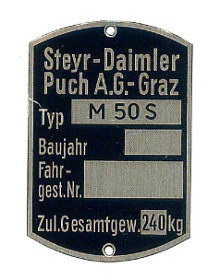 Steyr-Daimler
Puch A.G.-Graz
Typ M 50 S
Baujahr
Fahr-
gest.Nr.
Zul.Gesamtgew. 240 kg